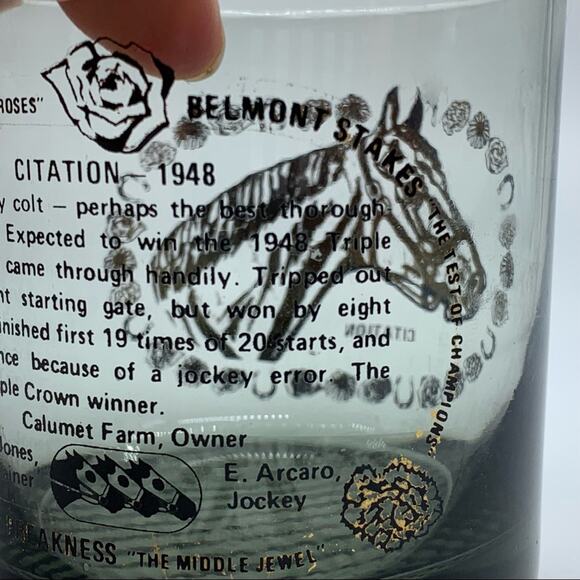 ROSES"
BELMONT STAKES "THE TEST OF CHAMPIONS"
CITATION — 1948
y colt — perhaps the best thorough-
Expected to win the 1948 Triple
came through handily. Tripped out
nt starting gate, but won by eight
nished first 19 times of 20 starts, and
nce because of a jockey error. The
ple Crown winner.
Calumet Farm, Owner
Jones,
ainer
E. Arcaro,
Jockey
PREAKNESS "THE MIDDLE JEWEL"
CITATION